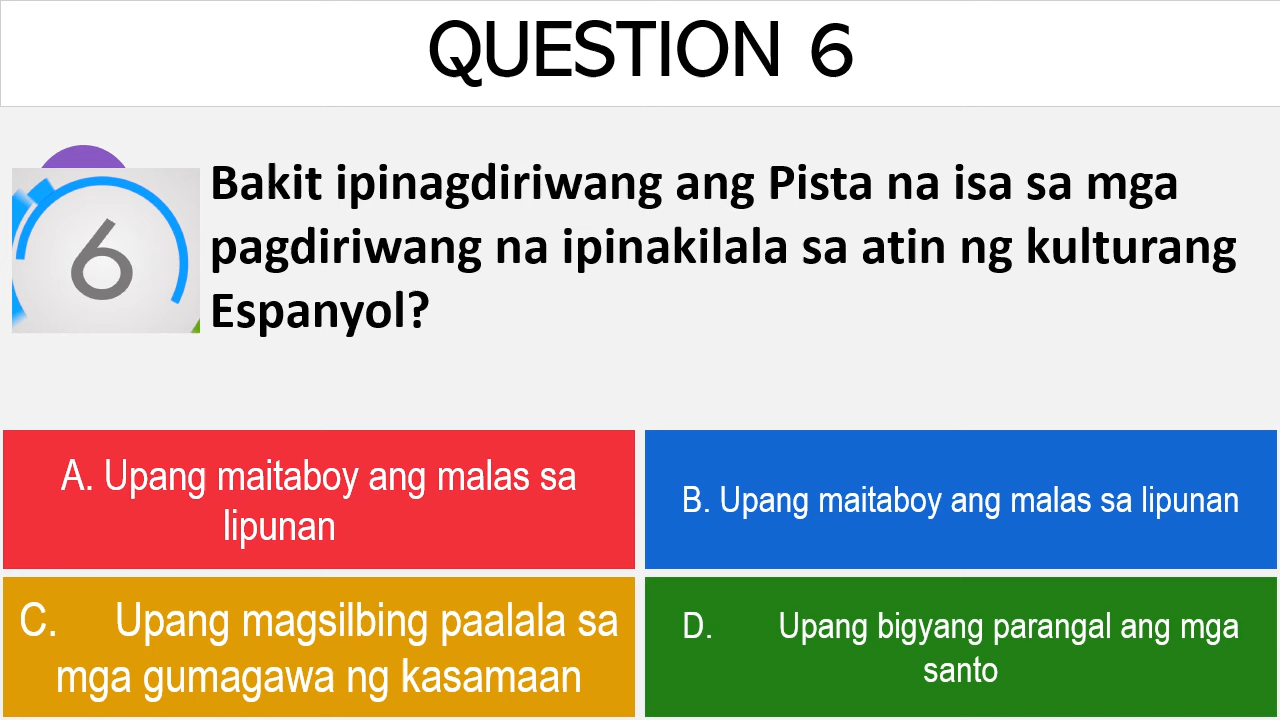 QUESTION 6
6
Bakit ipinagdiriwang ang Pista na isa sa mga
pagdiriwang na ipinakilala sa atin ng kulturang
Espanyol?
A. Upang maitaboy ang malas sa
lipunan
B. Upang maitaboy ang malas sa lipunan
C. Upang magsilbing paalala sa
mga gumagawa ng kasamaan
D. Upang bigyang parangal ang mga
santo